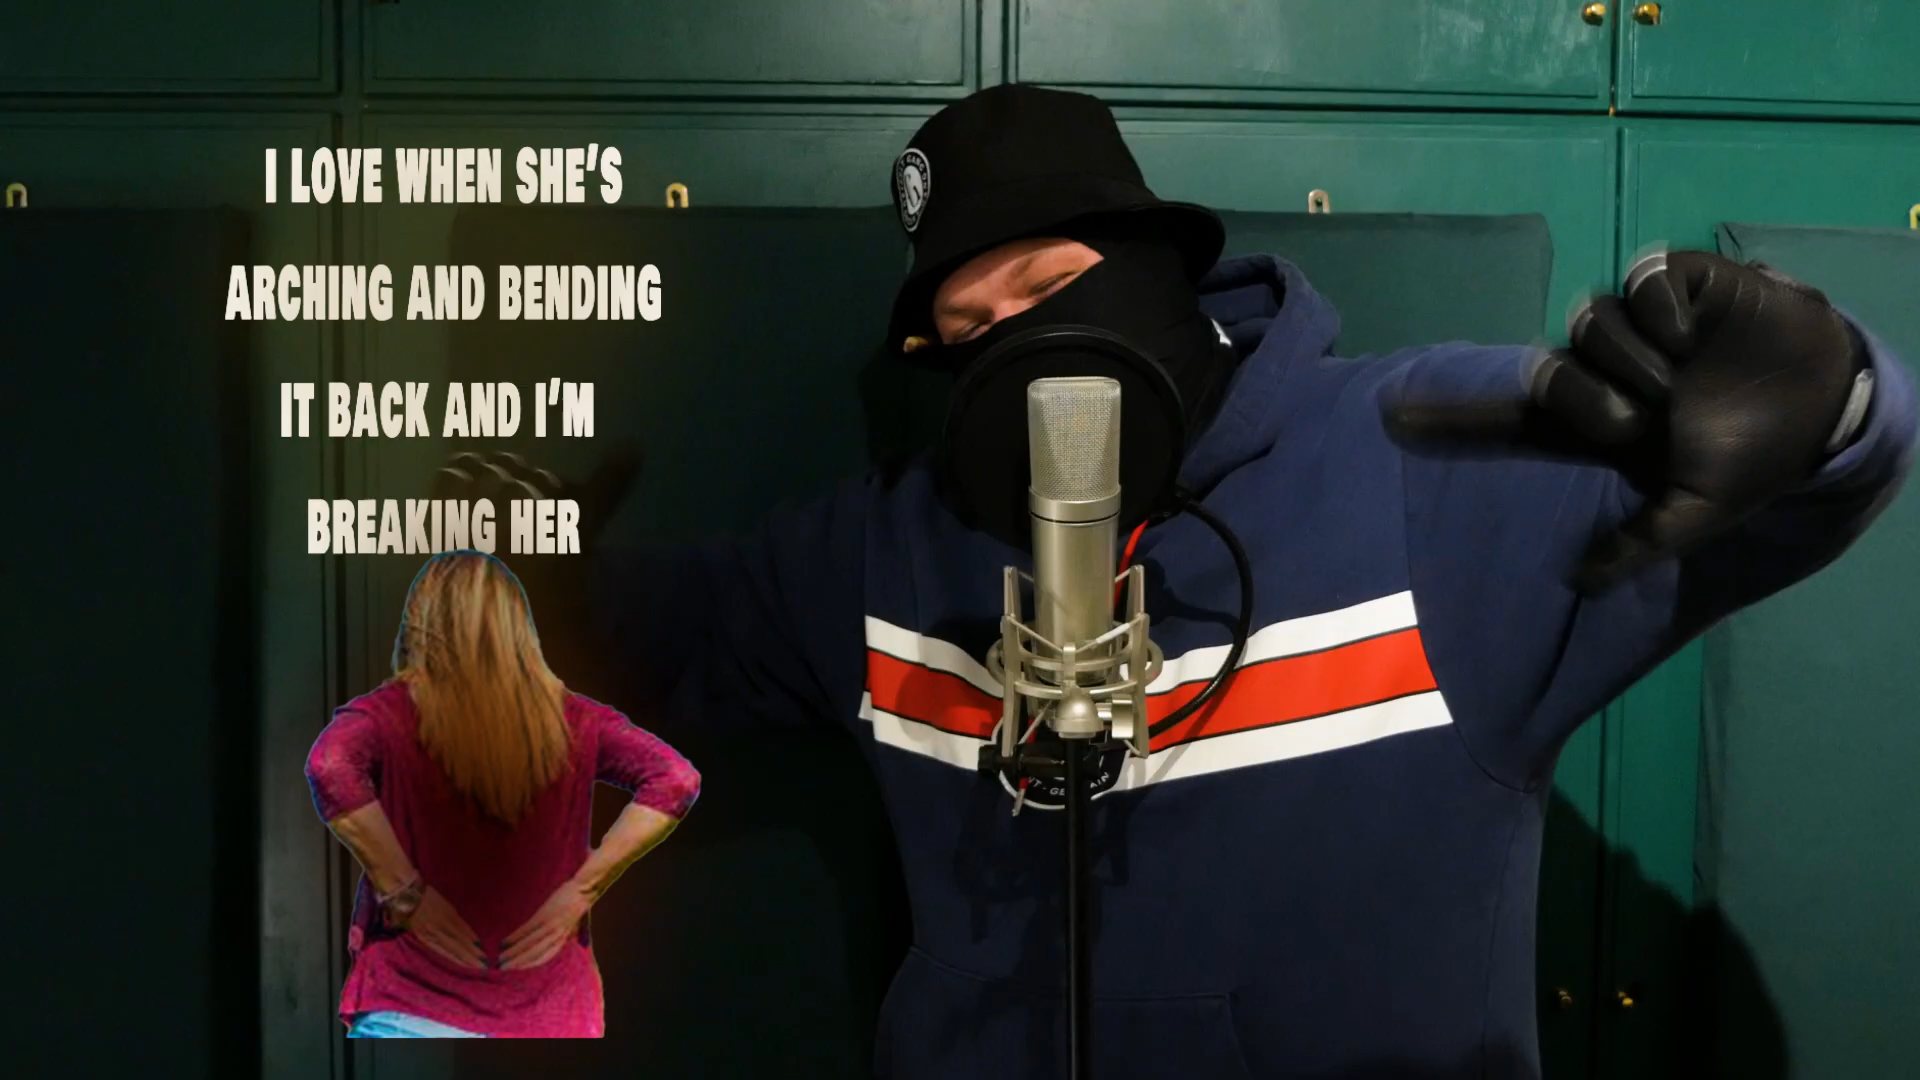 I LOVE WHEN SHE'S
ARCHING AND BENDING
IT BACK AND I'M
BREAKING HER